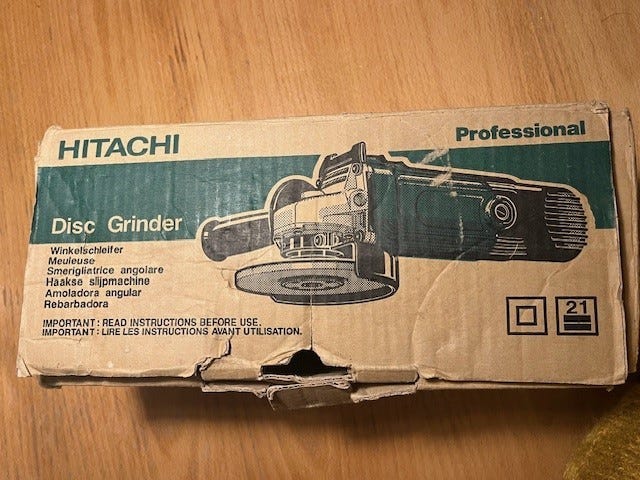 HITACHI
Professional
Disc Grinder
Winkelschleifer
Meuleuse
Smerigliatrice angolare
Haakse slijpmachine
Amoladora angular
Rebarbadora
IMPORTANT : READ INSTRUCTIONS BEFORE USE.
IMPORTANT : LIRE LES INSTRUCTIONS AVANT UTILISATION.
21